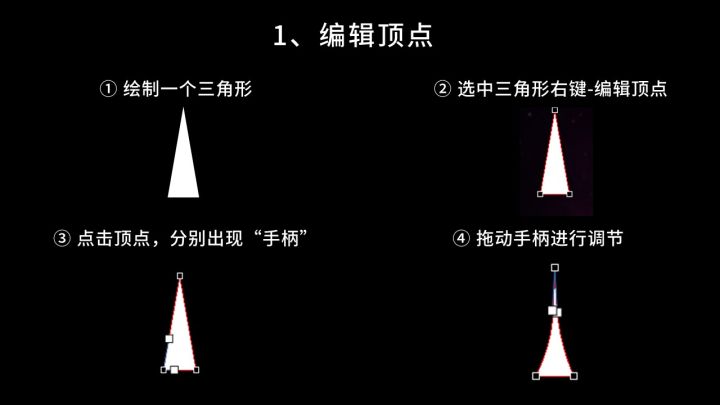 1、编辑顶点
① 绘制一个三角形
② 选中三角形右键-编辑顶点
③ 点击顶点，分别出现“手柄”
④ 拖动手柄进行调节